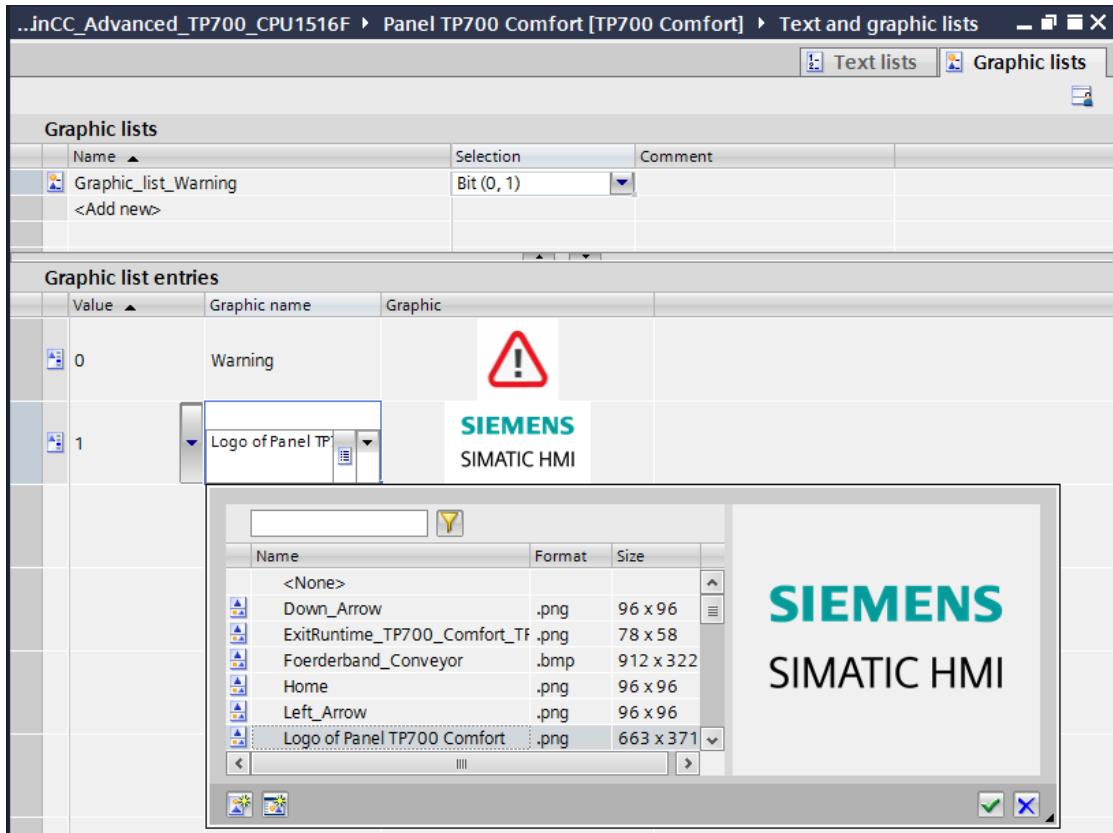 ...inCC_Advanced_TP700_CPU1516F ▸ Panel TP700 Comfort [TP700 Comfort] ▸ Text and graphic lists
Text lists Graphic lists
Graphic lists
Name Selection Comment
Graphic_list_Warning Bit (0, 1)
<Add new>
Graphic list entries
Value Graphic name Graphic
0 Warning !
1 Logo of Panel TP
SIEMENS
SIMATIC HMI
Name Format Size
<None>
Down_Arrow .png 96 x 96
ExitRuntime_TP700_Comfort_TF .png 78 x 58
Foerderband_Conveyor .bmp 912 x 322
Home .png 96 x 96
Left_Arrow .png 96 x 96
Logo of Panel TP700 Comfort .png 663 x 371
SIEMENS
SIMATIC HMI